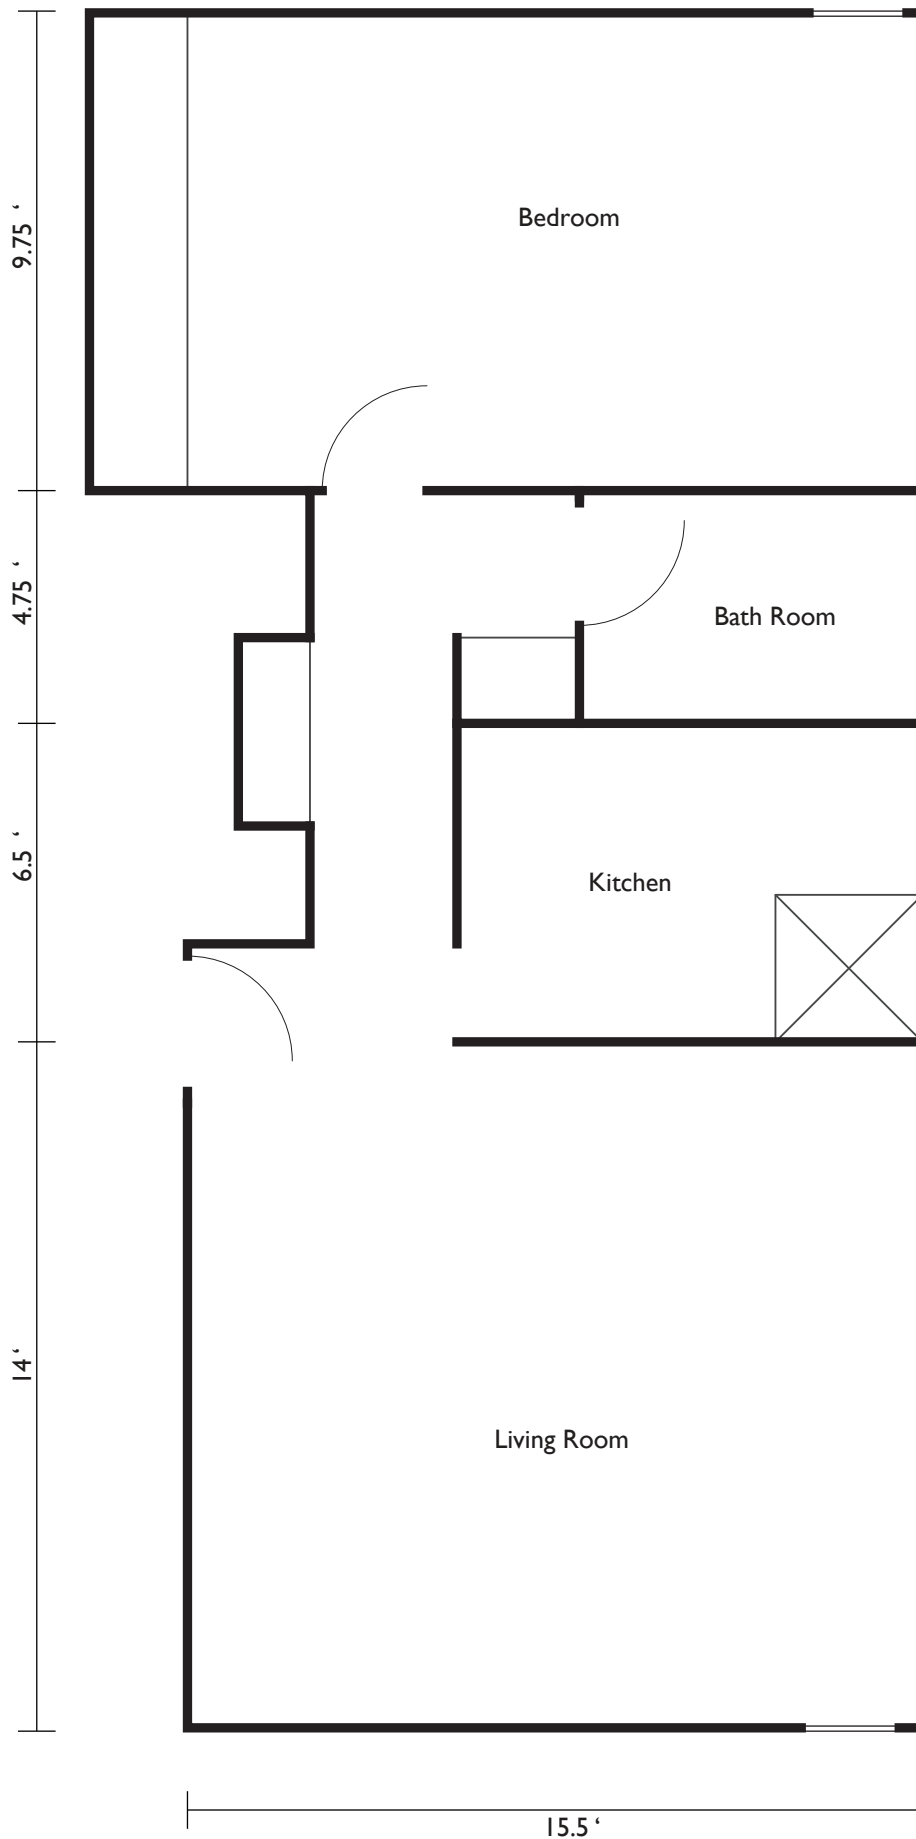 9.75 ‘
Bedroom
4.75 ‘
Bath Room
6.5 ‘
Kitchen
14‘
Living Room
15.5 ‘